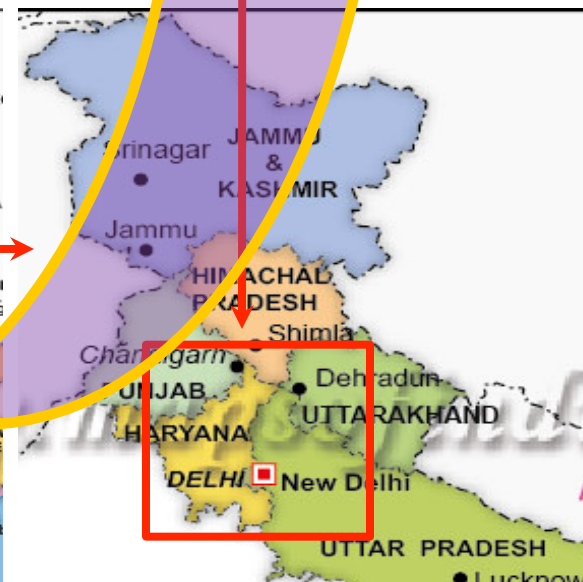 JAMMU
&
KASHMIR
Srinagar
Jammu
HIMACHAL
PRADESH
Shimla
Chandigarh
PUNJAB
Dehradun
UTTARAKHAND
HARYANA
DELHI
New Delhi
UTTAR PRADESH
Lucknow